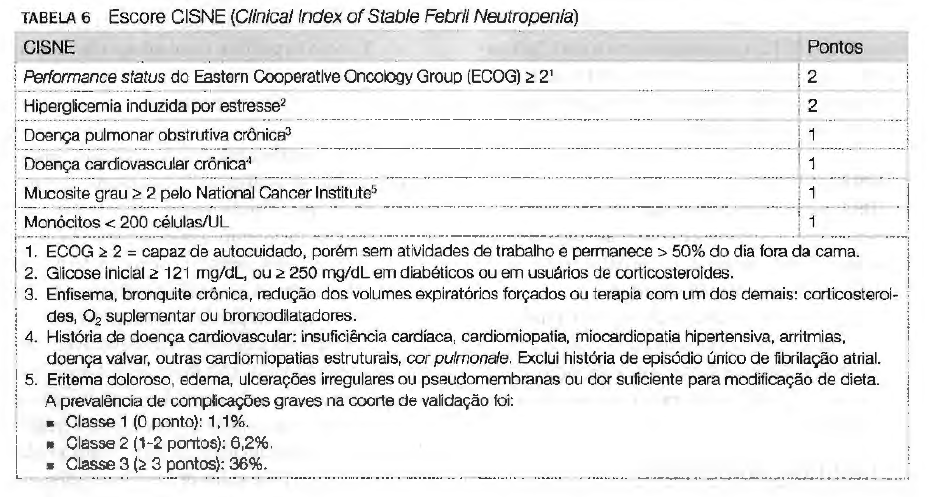 TABELA 6 Escore CISNE (Clinical Index of Stable Febril Neutropenia)
CISNE Pontos
Performance status do Eastern Cooperative Oncology Group (ECOG) ≥ 2¹ 2
Hiperglicemia induzida por estresse² 2
Doença pulmonar obstrutiva crônica³ 1
Doença cardiovascular crônica⁴ 1
Mucosite grau ≥ 2 pelo National Cancer Institute⁵ 1
Monócitos < 200 células/UL 1
1. ECOG ≥ 2 = capaz de autocuidado, porém sem atividades de trabalho e permanece > 50% do dia fora da cama.
2. Glicose inicial ≥ 121 mg/dL, ou ≥ 250 mg/dL em diabéticos ou em usuários de corticosteroides.
3. Enfisema, bronquite crônica, redução dos volumes expiratórios forçados ou terapia com um dos demais: corticosteroi-
des, O₂ suplementar ou broncodilatadores.
4. História de doença cardiovascular: insuficiência cardíaca, cardiomiopatia, miocardiopatia hipertensiva, arritmias,
doença valvar, outras cardiomiopatias estruturais, cor pulmonale. Exclui história de episódio único de fibrilação atrial.
5. Eritema doloroso, edema, ulcerações irregulares ou pseudomembranas ou dor suficiente para modificação de dieta.
A prevalência de complicações graves na coorte de validação foi:
■ Classe 1 (0 ponto): 1,1%.
■ Classe 2 (1-2 pontos): 6,2%.
■ Classe 3 (≥ 3 pontos): 36%.